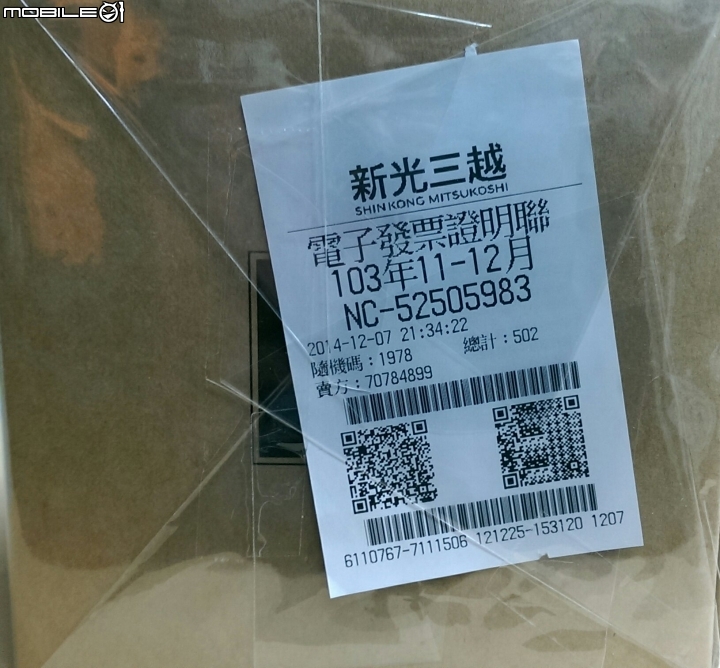 MOBILE01
新光三越
SHIN KONG MITSUKOSHI
電子發票證明聯
103年11-12月
NC-52505983
2014-12-07 21:34:22
隨機碼:1978 總計:502
賣方:70784899
6110767-7111506 121225-153120 1207